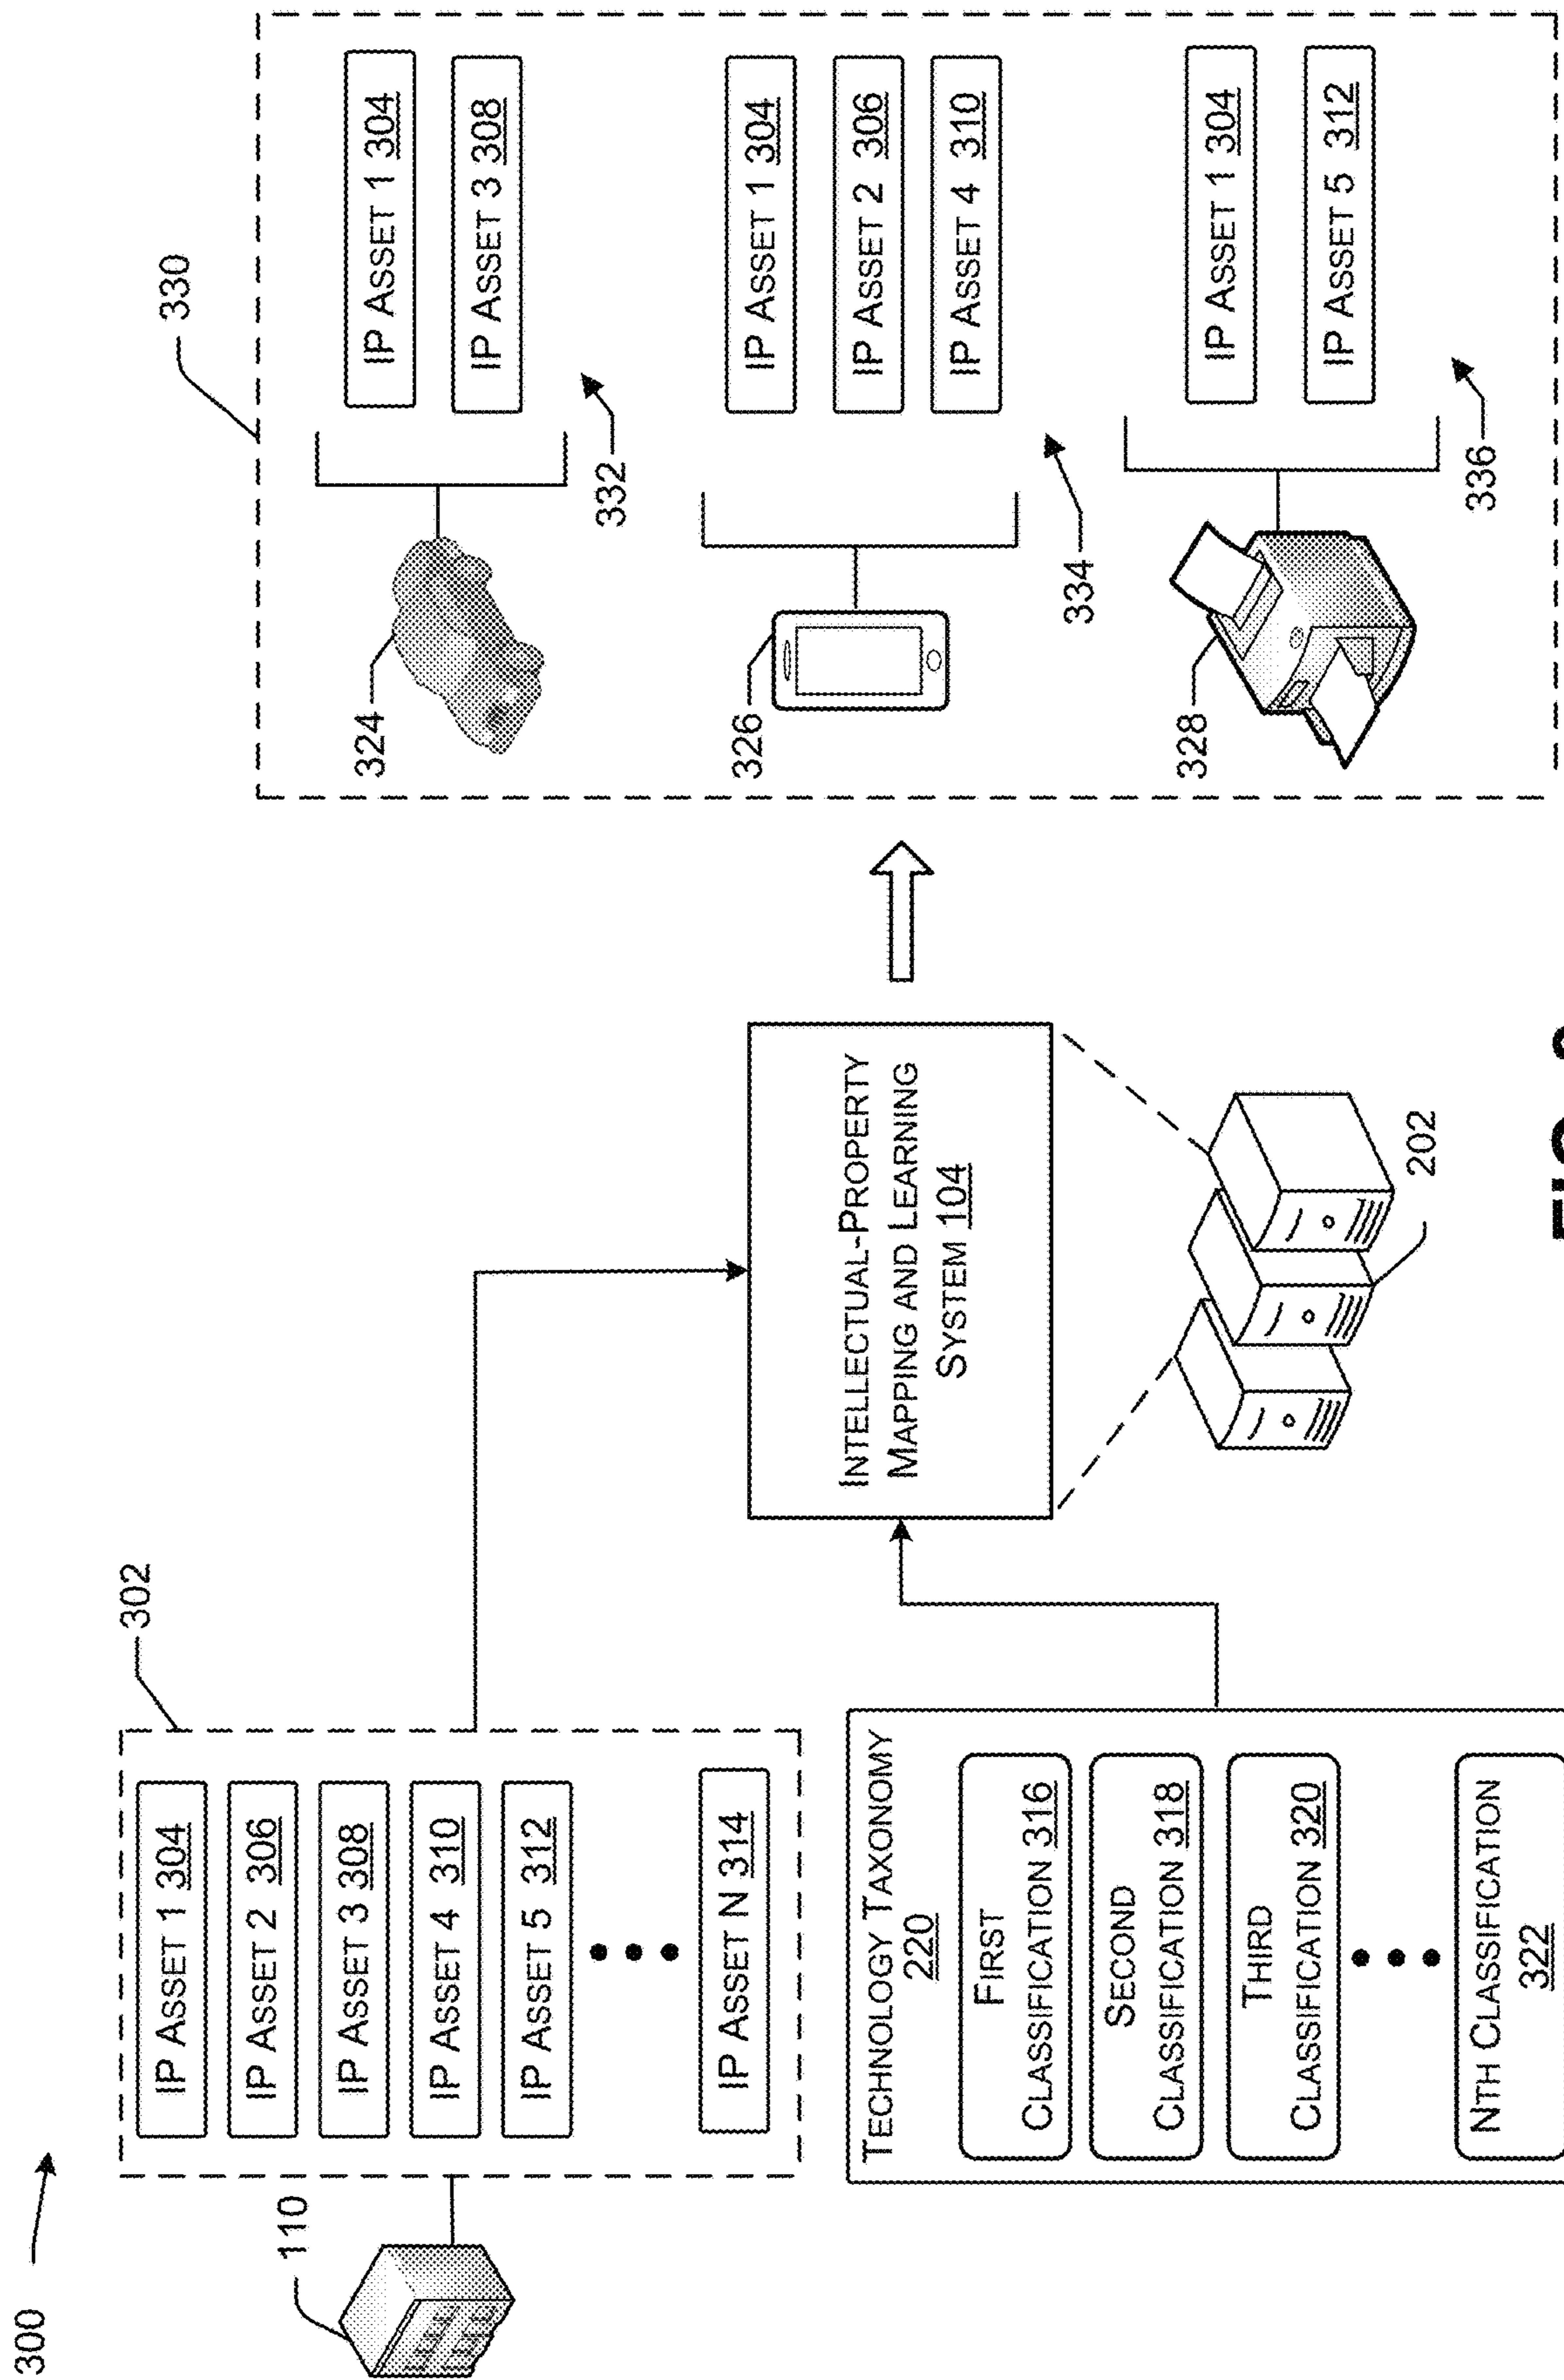 300
110
302
IP ASSET 1 304
IP ASSET 2 306
IP ASSET 3 308
IP ASSET 4 310
IP ASSET 5 312
IP ASSET N 314
TECHNOLOGY TAXONOMY
220
FIRST
CLASSIFICATION 316
SECOND
CLASSIFICATION 318
THIRD
CLASSIFICATION 320
NTH CLASSIFICATION
322
INTELLECTUAL-PROPERTY
MAPPING AND LEARNING
SYSTEM 104
202
330
324
IP ASSET 1 304
IP ASSET 3 308
332
326
IP ASSET 1 304
IP ASSET 2 306
IP ASSET 4 310
334
328
IP ASSET 1 304
IP ASSET 5 312
336